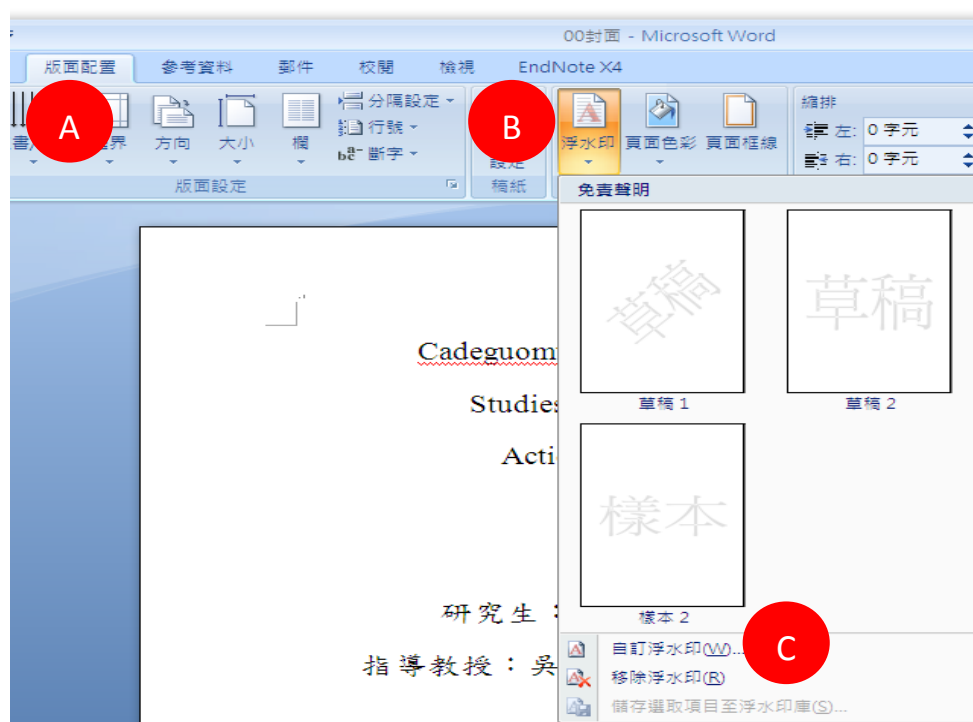 00封面 - Microsoft Word
版面配置 參考資料 郵件 校閱 檢視 EndNote X4
A
B
書 界 方向 大小 欄
分隔設定
行號
斷字
設定
浮水印 頁面色彩 頁面框線
縮排
左: 0 字元
右: 0 字元
版面設定 稿紙
免責聲明
草稿 草稿
草稿 1 草稿 2
樣本
樣本 2
自訂浮水印(W)...
C
移除浮水印(R)
儲存選取項目至浮水印庫(S)...
Cadeguom
Studies
Acti
研究生：
指導教授：吳